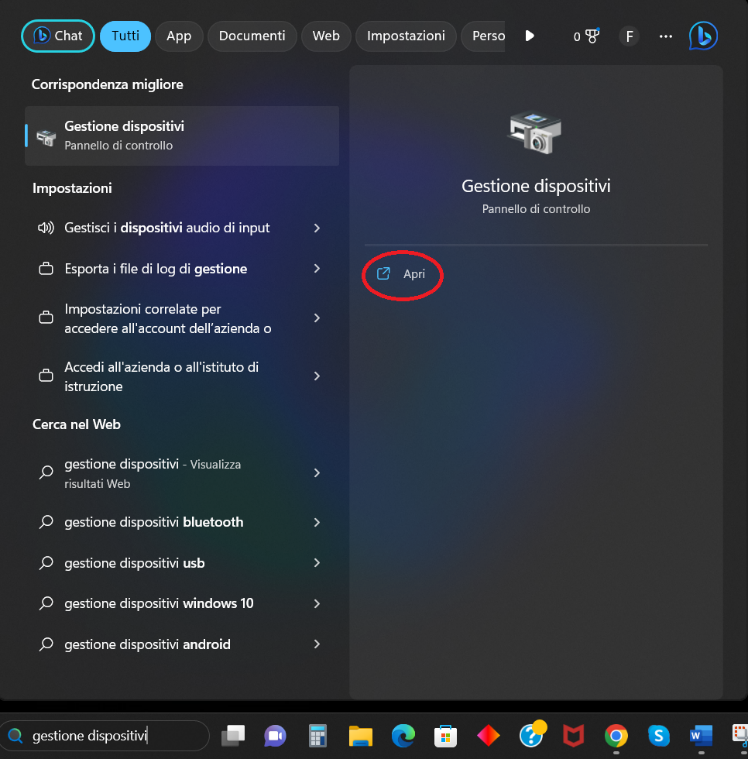 Chat
Tutti
App
Documenti
Web
Impostazioni
Perso
0
F
Corrispondenza migliore
Gestione dispositivi
Pannello di controllo
Impostazioni
Gestisci i dispositivi audio di input
Esporta i file di log di gestione
Impostazioni correlate per
accedere all'account dell'azienda o
Accedi all'azienda o all'istituto di
istruzione
Cerca nel Web
gestione dispositivi - Visualizza
risultati Web
gestione dispositivi bluetooth
gestione dispositivi usb
gestione dispositivi windows 10
gestione dispositivi android
Gestione dispositivi
Pannello di controllo
Apri
gestione dispositivi